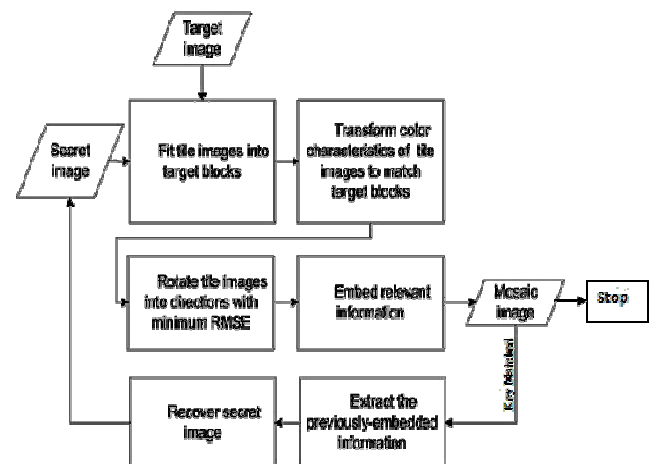 Target
image
Secret
image
Fit tile images into
target blocks
Transform color
characteristics of tile
images to match
target blocks
Rotate tile images
into directions with
minimum RMSE
Embed relevant
information
Mosaic
image
Stop
Key
Recover secret
image
Extract the
previously-embedded
information